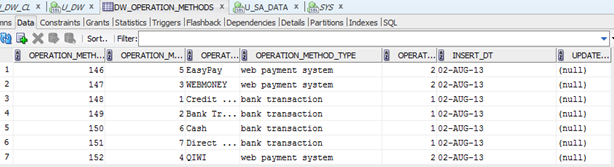 U_DW_CL U_DW DW_OPERATION_METHODS U_SA_DATA SYS
Data Constraints Grants Statistics Triggers Flashback Dependencies Details Partitions Indexes SQL
Sort.. Filter:
OPERATION_METH... OPERATION_M... OPERAT... OPERATION_METHOD_TYPE OPERAT... INSERT_DT UPDATE...
1 146 5 EasyPay web payment system 2 02-AUG-13 (null)
2 147 3 WEBMONEY web payment system 2 02-AUG-13 (null)
3 148 1 Credit ... bank transaction 1 02-AUG-13 (null)
4 149 2 Bank Tr... bank transaction 1 02-AUG-13 (null)
5 150 6 Cash bank transaction 1 02-AUG-13 (null)
6 151 7 Direct ... bank transaction 1 02-AUG-13 (null)
7 152 4 QIWI web payment system 2 02-AUG-13 (null)